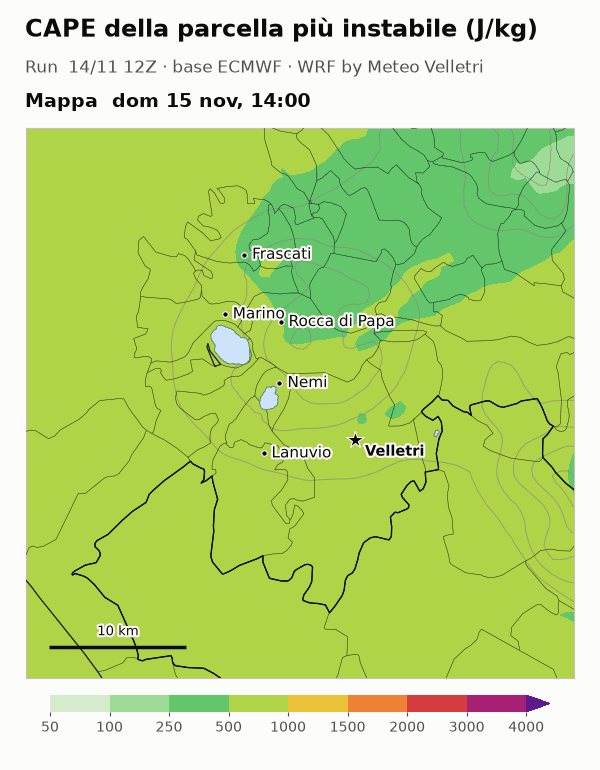 CAPE della parcella più instabile (J/kg)
Run  14/11 12Z · base ECMWF · WRF by Meteo Velletri
Mappa  dom 15 nov, 14:00
Frascati
Marino
Rocca di Papa
Nemi
Velletri
Lanuvio
10 km
50 100 250 500 1000 1500 2000 3000 4000